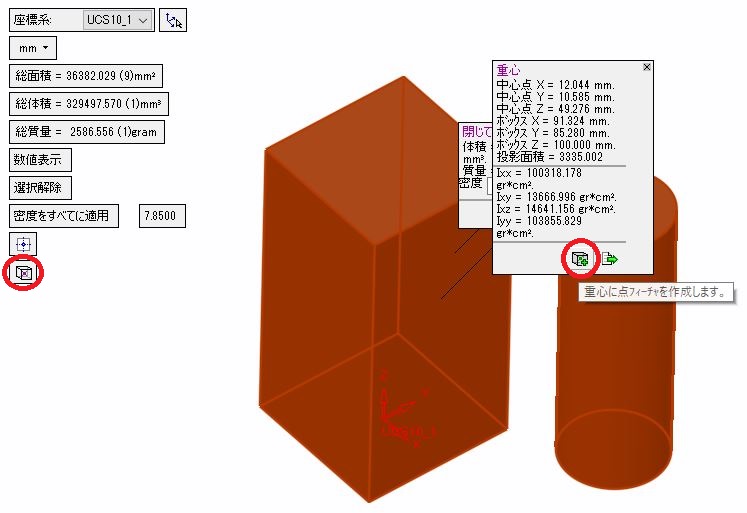 座標系:
UCS10_1
mm
総面積 = 36382.029 (9)mm²
総体積 = 329497.570 (1)mm³
総質量 = 2586.556 (1)gram
数値表示
選択解除
密度をすべてに適用
7.8500
閉じて
体積 =
mm³.
質量 =
密度
重心
中心点 X = 12.044 mm.
中心点 Y = 10.585 mm.
中心点 Z = 49.276 mm.
ボックス X = 91.324 mm.
ボックス Y = 85.280 mm.
ボックス Z = 100.000 mm.
投影面積 = 3335.002
Ixx = 100318.178
gr*cm².
Ixy = 13666.996 gr*cm².
Ixz = 14641.156 gr*cm².
Iyy = 103855.829
gr*cm².
重心に点フィーチャを作成します。
Z
Y
UCS10_1
X